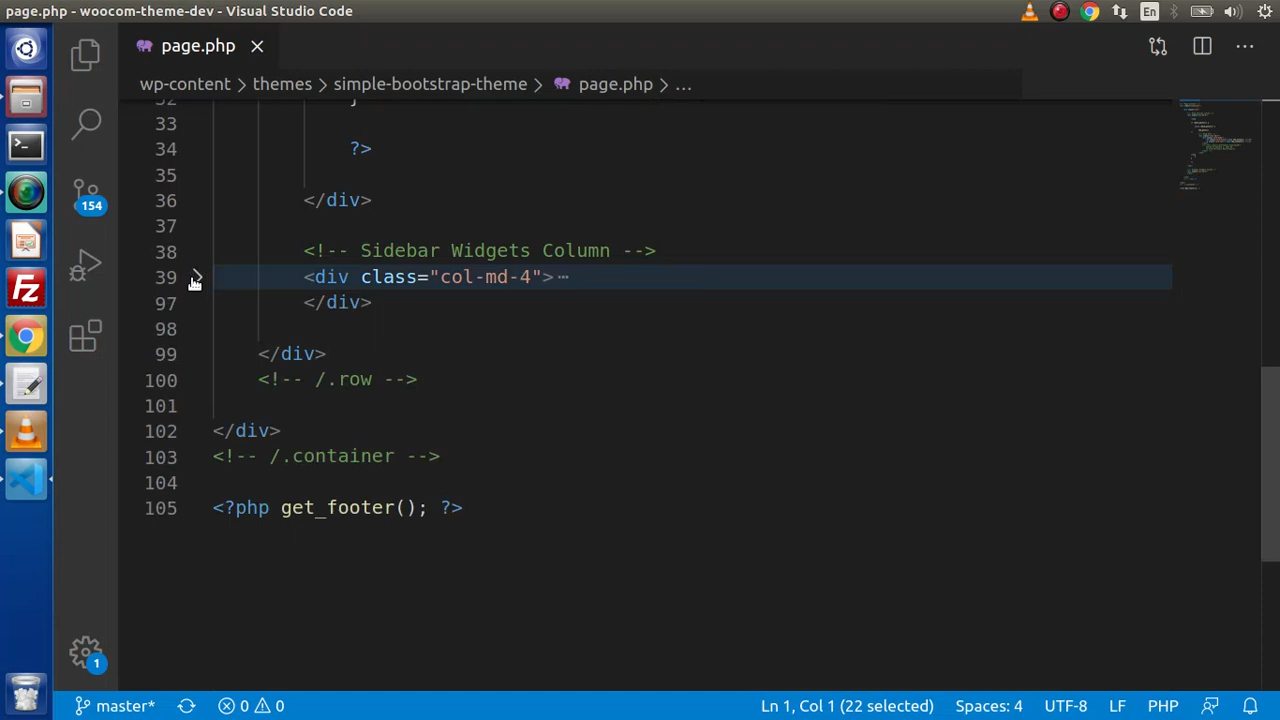 page.php - woocom-theme-dev - Visual Studio Code
En
page.php
wp-content > themes > simple-bootstrap-theme > page.php > ...
33
34 ?>
35
36 </div>
37
38 <!-- Sidebar Widgets Column -->
39 <div class="col-md-4">⋯
97 </div>
98
99 </div>
100 <!-- /.row -->
101
102 </div>
103 <!-- /.container -->
104
105 <?php get_footer(); ?>
154
1
master* 0 0 Ln 1, Col 1 (22 selected) Spaces: 4 UTF-8 LF PHP